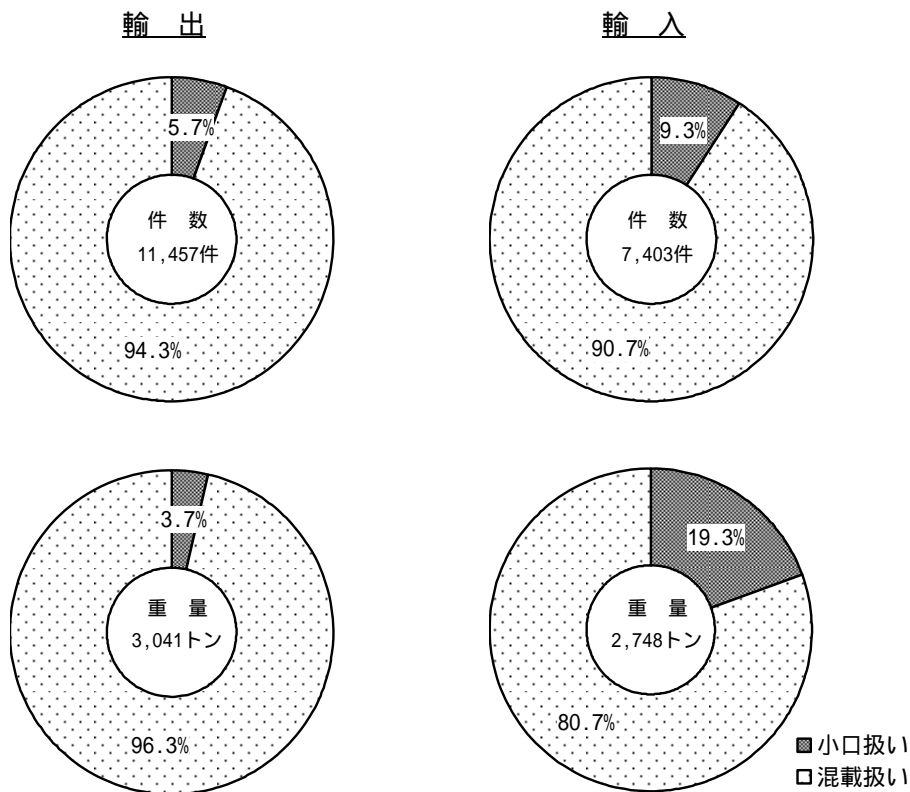 輸 出
輸 入
5.7%
件 数
11,457件
94.3%
9.3%
件 数
7,403件
90.7%
3.7%
重 量
3,041トン
96.3%
19.3%
重 量
2,748トン
80.7%
小口扱い
混載扱い